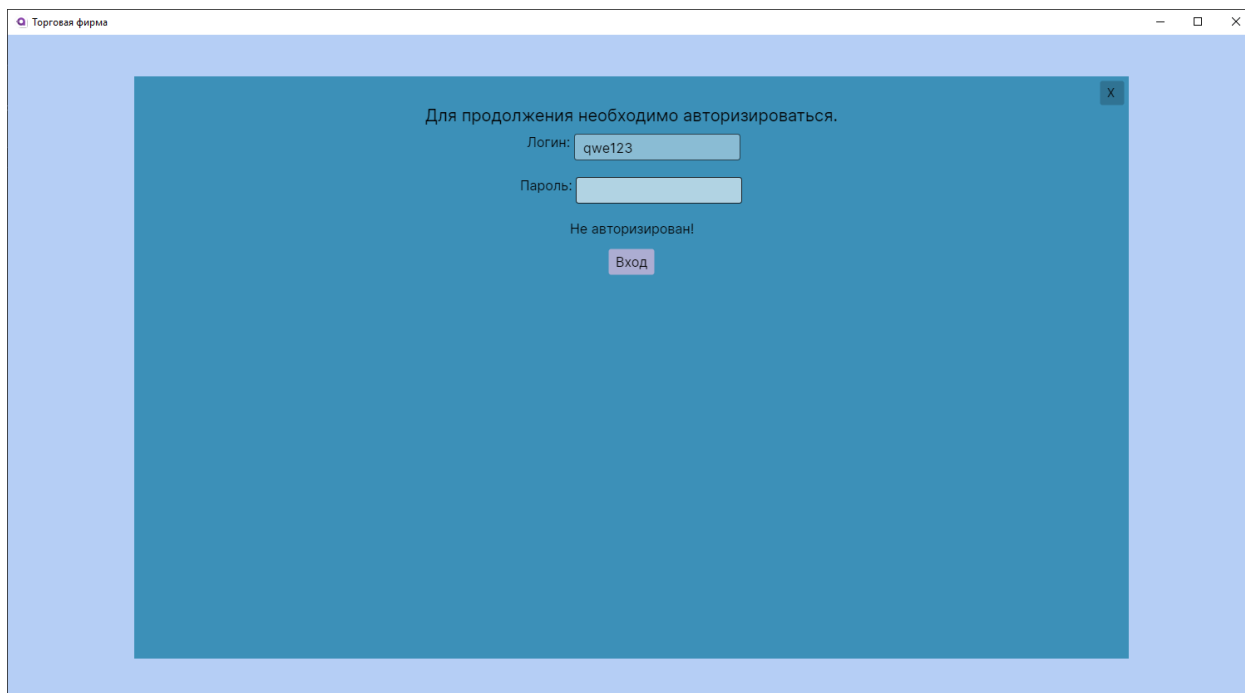 Торговая фирма
X
Для продолжения необходимо авторизироваться.
Логин: qwe123
Пароль:
Не авторизирован!
Вход